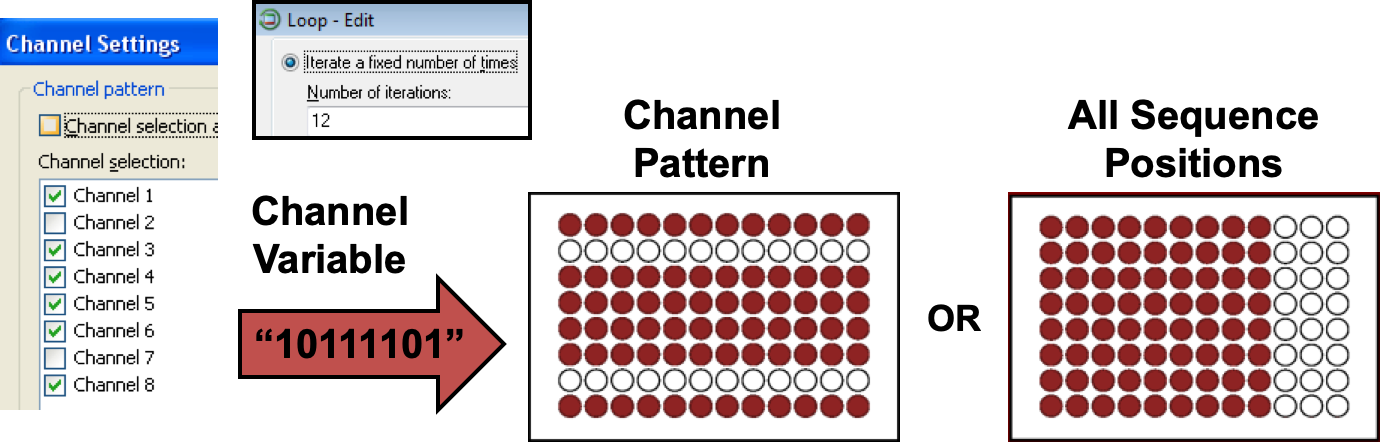 Channel Settings
Channel pattern
Channel selection a
Channel selection:
Channel 1
Channel 2
Channel 3
Channel 4
Channel 5
Channel 6
Channel 7
Channel 8
Loop - Edit
Iterate a fixed number of times
Number of iterations:
12
Channel
Variable
“10111101”
Channel
Pattern
OR
All Sequence
Positions